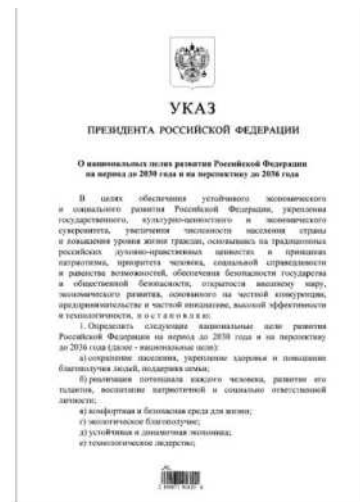 УКАЗ
ПРЕЗИДЕНТА РОССИЙСКОЙ ФЕДЕРАЦИИ
О национальных целях развития Российской Федерации
на период до 2030 года и на перспективу до 2036 года
В целях обеспечения устойчивого экономического
и социального развития Российской Федерации, укрепления
государственного, культурно-ценностного и экономического
суверенитета, увеличения численности населения страны
и повышения уровня жизни граждан, основываясь на традиционных
российских духовно-нравственных ценностях и принципах
патриотизма, приоритета человека, социальной справедливости
и равенства возможностей, обеспечения безопасности государства
и общественной безопасности, открытости внешнему миру,
экономического развития, основанного на честной конкуренции,
предпринимательстве и частной инициативе, высокой эффективности
и технологичности, п о с т а н о в л я ю:
1. Определить следующие национальные цели развития
Российской Федерации на период до 2030 года и на перспективу
до 2036 года (далее - национальные цели):
а) сохранение населения, укрепление здоровья и повышение
благополучия людей, поддержка семьи;
б) реализация потенциала каждого человека, развитие его
талантов, воспитание патриотичной и социально ответственной
личности;
в) комфортная и безопасная среда для жизни;
г) экологическое благополучие;
д) устойчивая и динамичная экономика;
е) технологическое лидерство;